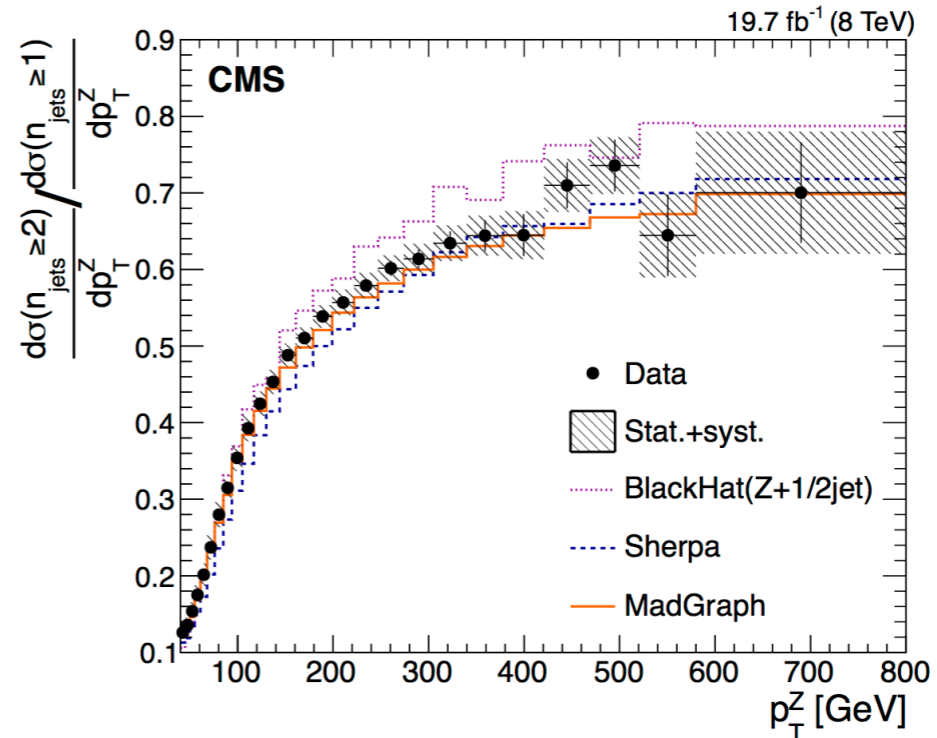 19.7 fb⁻¹ (8 TeV)
CMS
dσ(n_jets ≥2) / dσ(n_jets ≥1)
dp_T^Z dp_T^Z
0.9
0.8
0.7
0.6
0.5
0.4
0.3
0.2
0.1
Data
Stat.+syst.
BlackHat(Z+1/2jet)
Sherpa
MadGraph
100 200 300 400 500 600 700 800
p_T^Z [GeV]